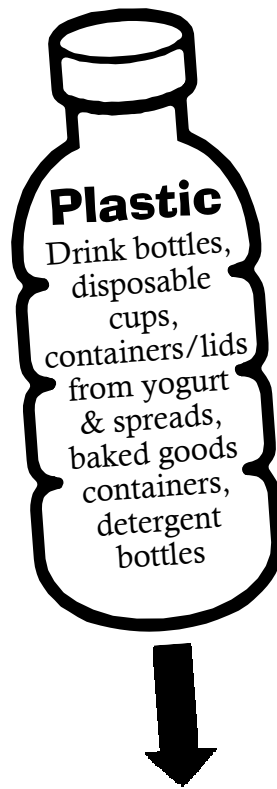 Plastic
Drink bottles,
disposable
cups,
containers/lids
from yogurt
& spreads,
baked goods
containers,
detergent
bottles